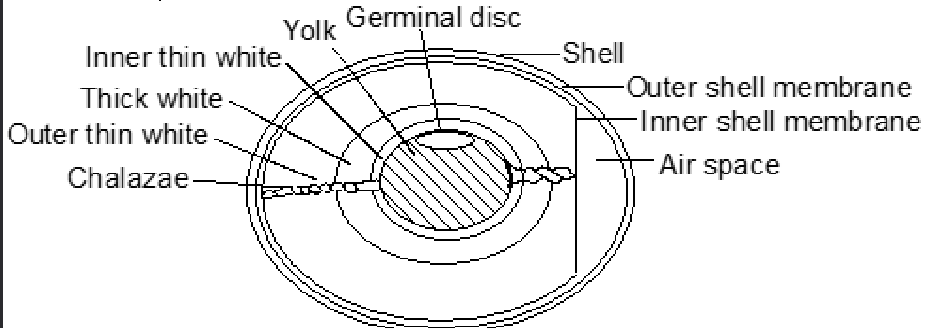 Germinal disc
Yolk
Inner thin white
Shell
Thick white
Outer shell membrane
Outer thin white
Inner shell membrane
Chalazae
Air space